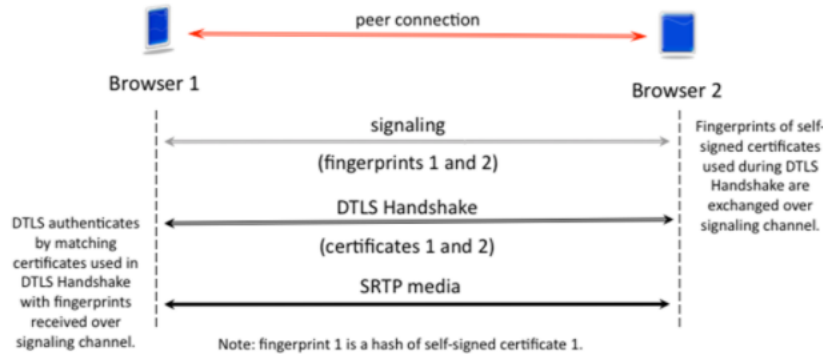 peer connection
Browser 1
Browser 2
signaling
(fingerprints 1 and 2)
Fingerprints of self-
signed certificates
used during DTLS
Handshake are
exchanged over
signaling channel.
DTLS Handshake
(certificates 1 and 2)
DTLS authenticates
by matching
certificates used in
DTLS Handshake
with fingerprints
received over
signaling channel.
SRTP media
Note: fingerprint 1 is a hash of self-signed certificate 1.